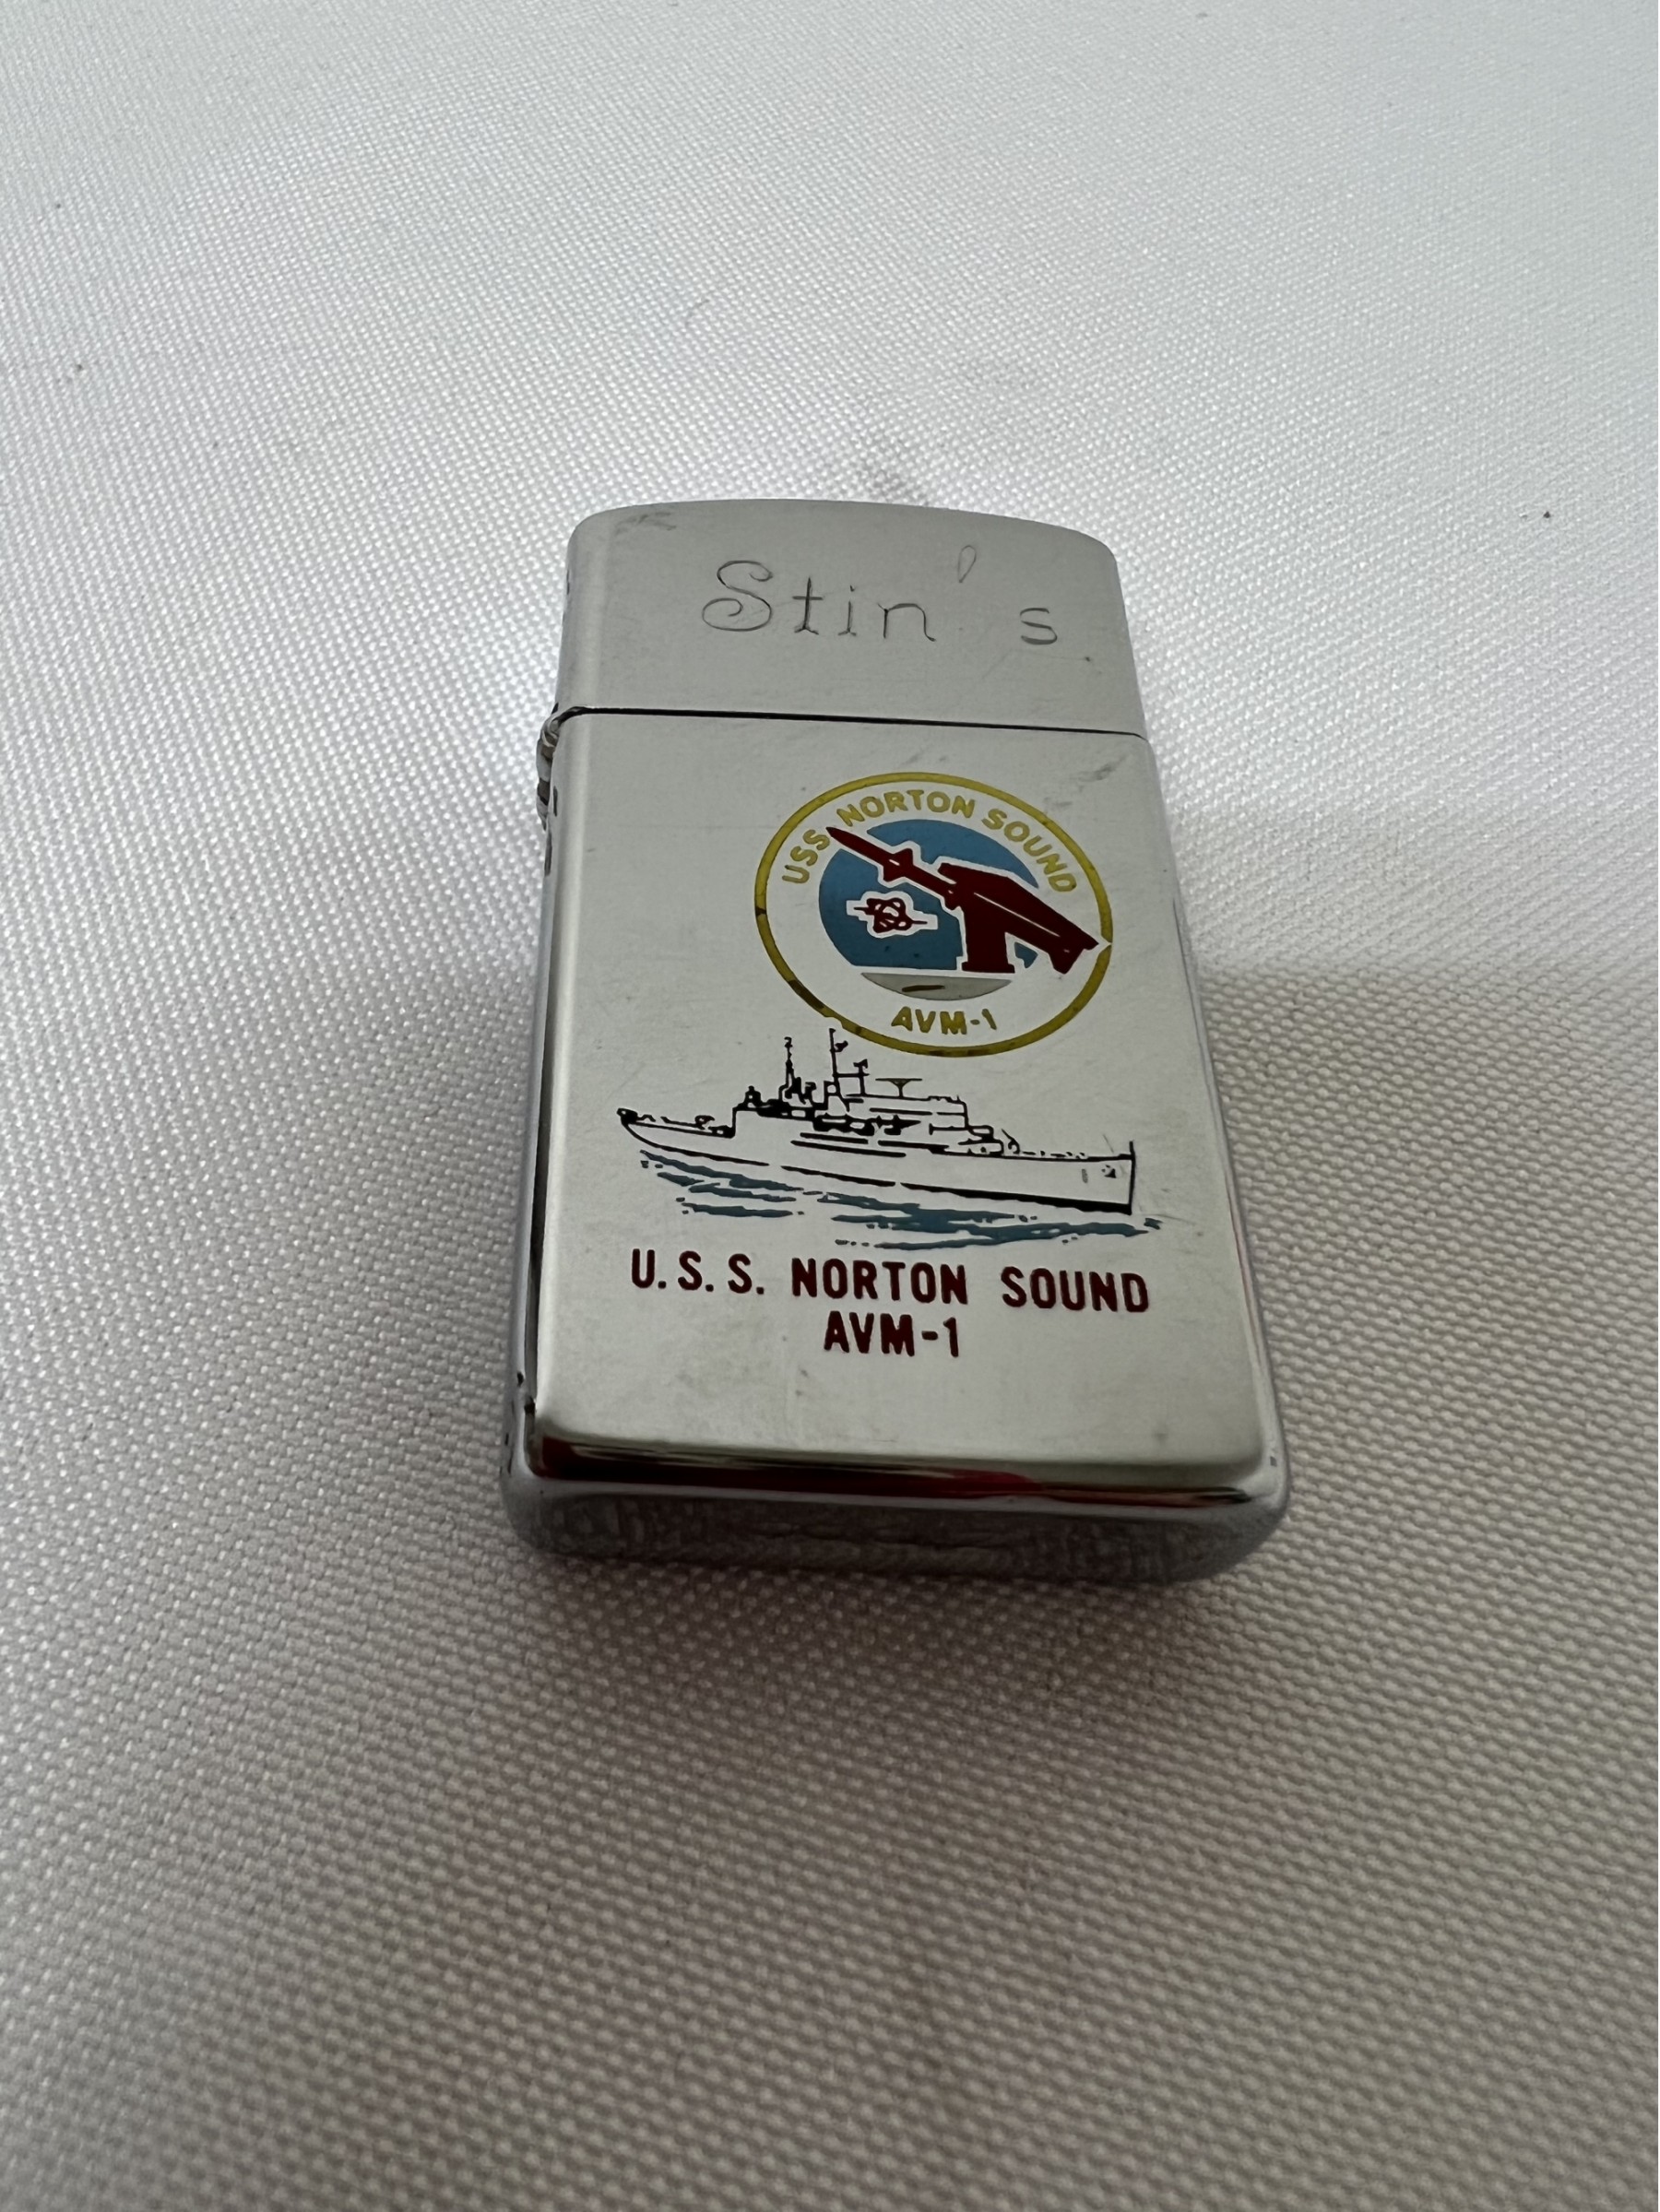 Stin's
USS NORTON SOUND
AVM-1
U.S.S. NORTON SOUND
AVM-1